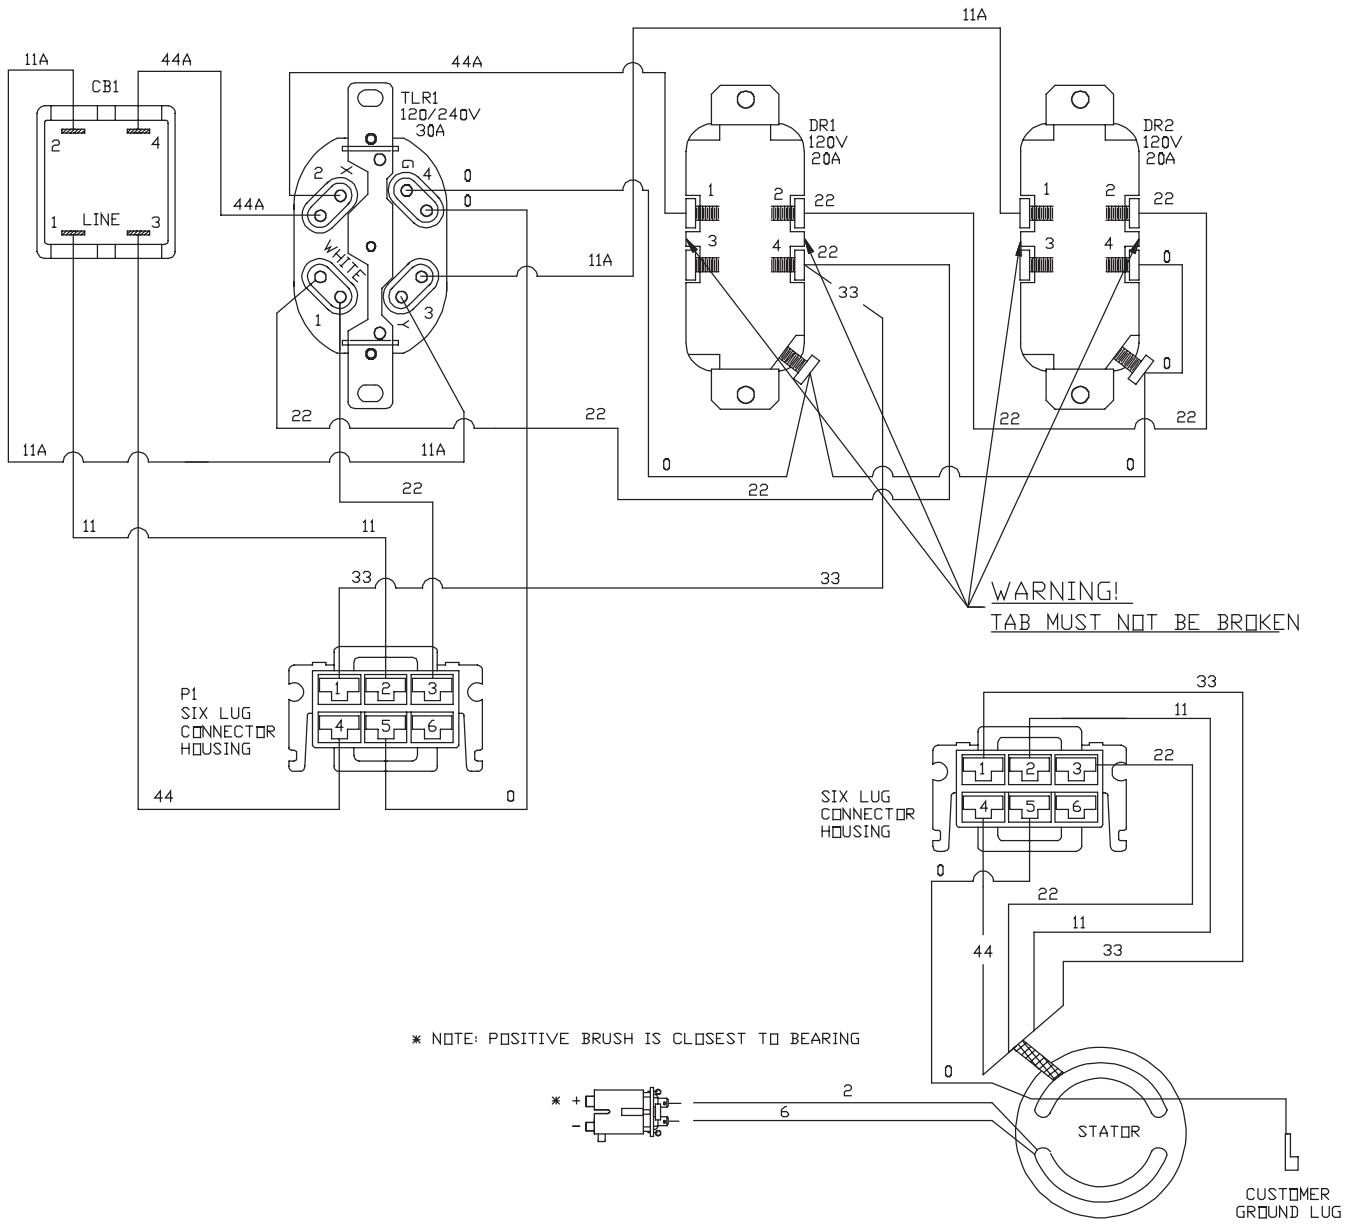 11A
11A
44A
44A
CB1
TLR1
120/240V
30A
DR1
120V
20A
DR2
120V
20A
2
4
1
LINE
3
44A
2
X
G
4
0
0
WHITE
1
Y
3
11A
1
2
22
3
4
22
33
1
2
22
3
4
0
0
22
22
22
22
11A
11A
0
0
22
22
11
11
33
33
WARNING!
TAB MUST NOT BE BROKEN
P1
SIX LUG
CONNECTOR
HOUSING
1
2
3
4
5
6
44
0
33
11
22
SIX LUG
CONNECTOR
HOUSING
1
2
3
4
5
6
0
22
11
44
33
* NOTE: POSITIVE BRUSH IS CLOSEST TO BEARING
0
* +
-
2
6
STATOR
CUSTOMER
GROUND LUG